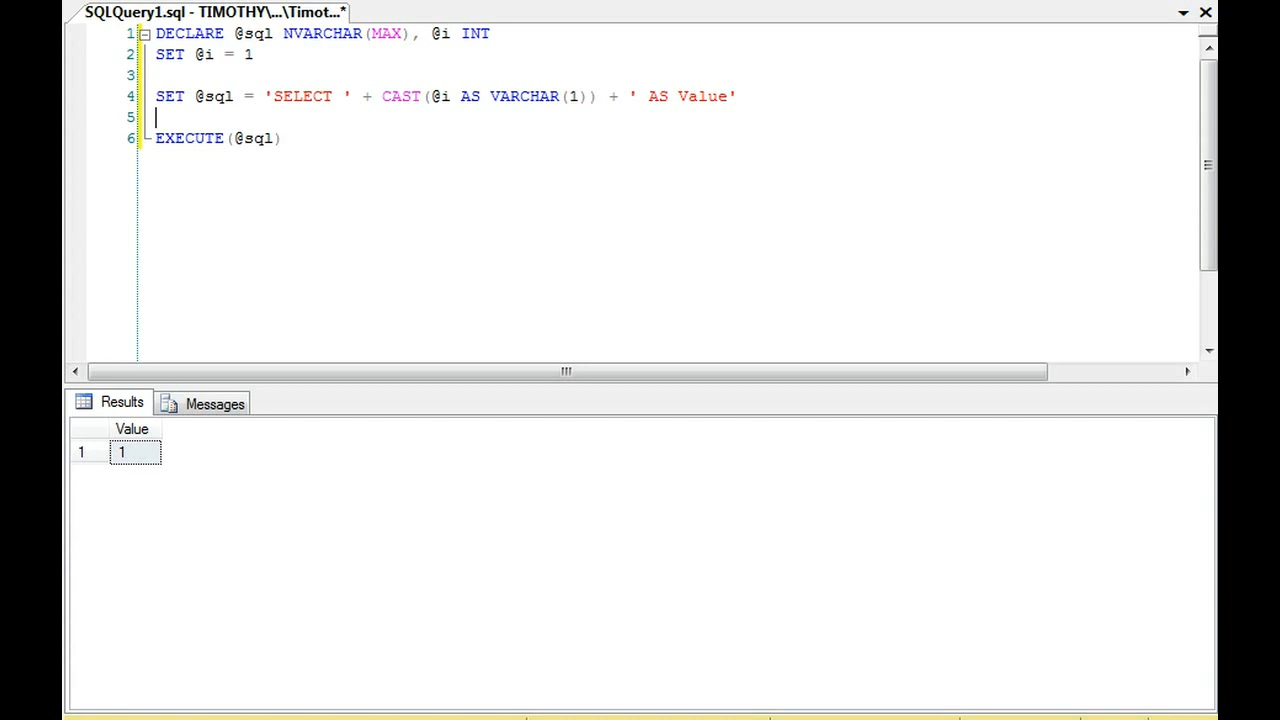 SQLQuery1.sql - TIMOTHY\...\Timot...*
1 DECLARE @sql NVARCHAR(MAX), @i INT
2 SET @i = 1
3
4 SET @sql = 'SELECT ' + CAST(@i AS VARCHAR(1)) + ' AS Value'
5
6 EXECUTE(@sql)
Results Messages
Value
1 1